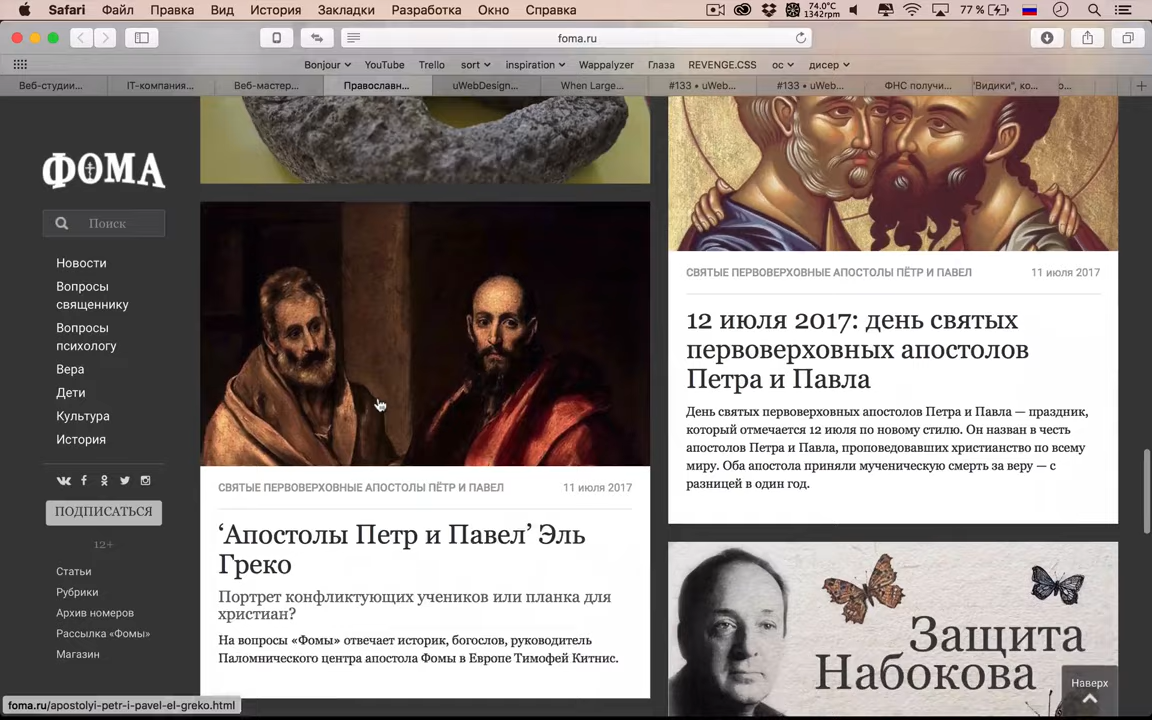 Safari Файл Правка Вид История Закладки Разработка Окно Справка 74.0°C 1342rpm 77 %
foma.ru
Bonjour YouTube Trello sort inspiration Wappalyzer Глаза REVENGE.CSS ос дисер
Веб-студии... IT-компания... Веб-мастер... Православн... uWebDesign... When Large... #133 • uWeb... #133 • uWeb... ФНС получи... "Видики", ко... о...
ФОМА
Поиск
Новости
Вопросы
священнику
Вопросы
психологу
Вера
Дети
Культура
История
ПОДПИСАТЬСЯ
12+
Статьи
Рубрики
Архив номеров
Рассылка «Фомы»
Магазин
СВЯТЫЕ ПЕРВОВЕРХОВНЫЕ АПОСТОЛЫ ПЁТР И ПАВЕЛ 11 июля 2017
‘Апостолы Петр и Павел’ Эль
Греко
Портрет конфликтующих учеников или планка для
христиан?
На вопросы «Фомы» отвечает историк, богослов, руководитель
Паломнического центра апостола Фомы в Европе Тимофей Китнис.
СВЯТЫЕ ПЕРВОВЕРХОВНЫЕ АПОСТОЛЫ ПЁТР И ПАВЕЛ 11 июля 2017
12 июля 2017: день святых
первоверховных апостолов
Петра и Павла
День святых первоверховных апостолов Петра и Павла — праздник,
который отмечается 12 июля по новому стилю. Он назван в честь
апостолов Петра и Павла, проповедовавших христианство по всему
миру. Оба апостола приняли мученическую смерть за веру — с
разницей в один год.
Защита
Набокова
Наверх
foma.ru/apostolyi-petr-i-pavel-el-greko.html